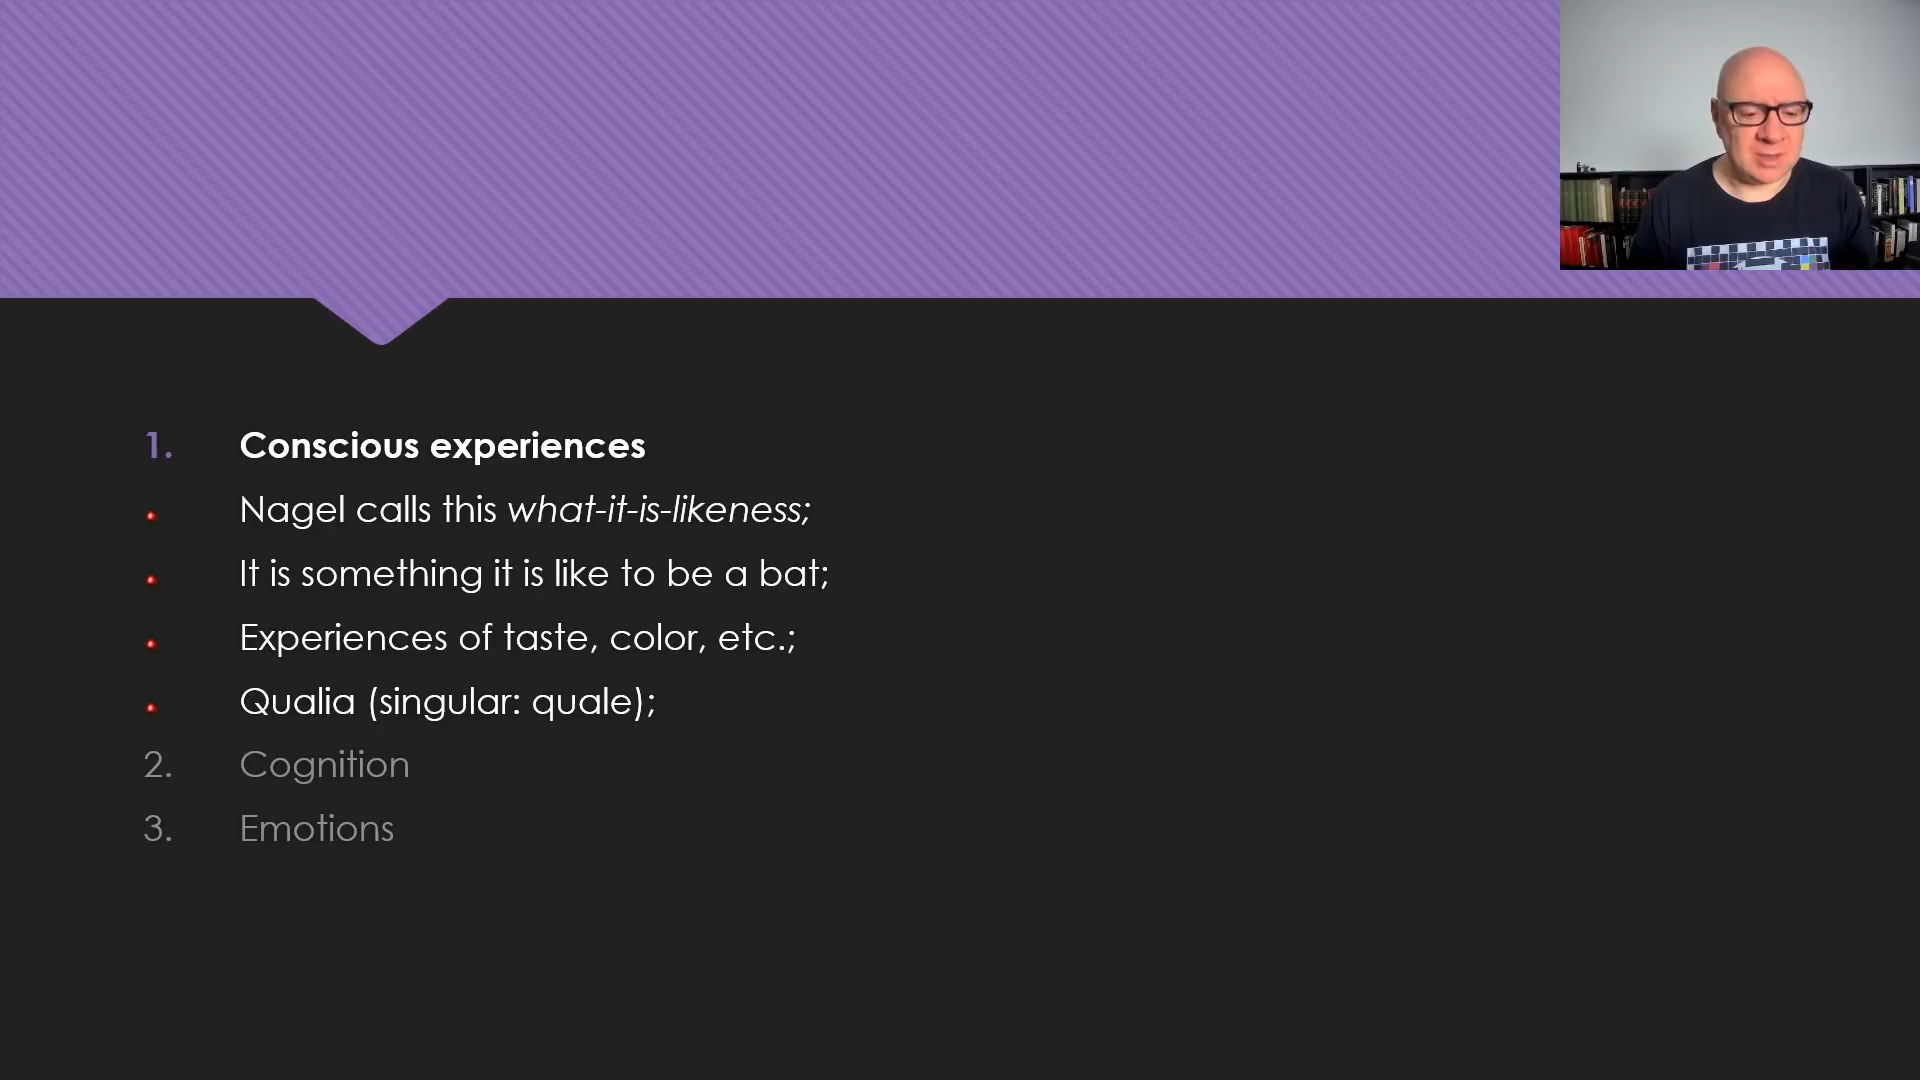 1. Conscious experiences
• Nagel calls this what-it-is-likeness;
• It is something it is like to be a bat;
• Experiences of taste, color, etc.;
• Qualia (singular: quale);
2. Cognition
3. Emotions